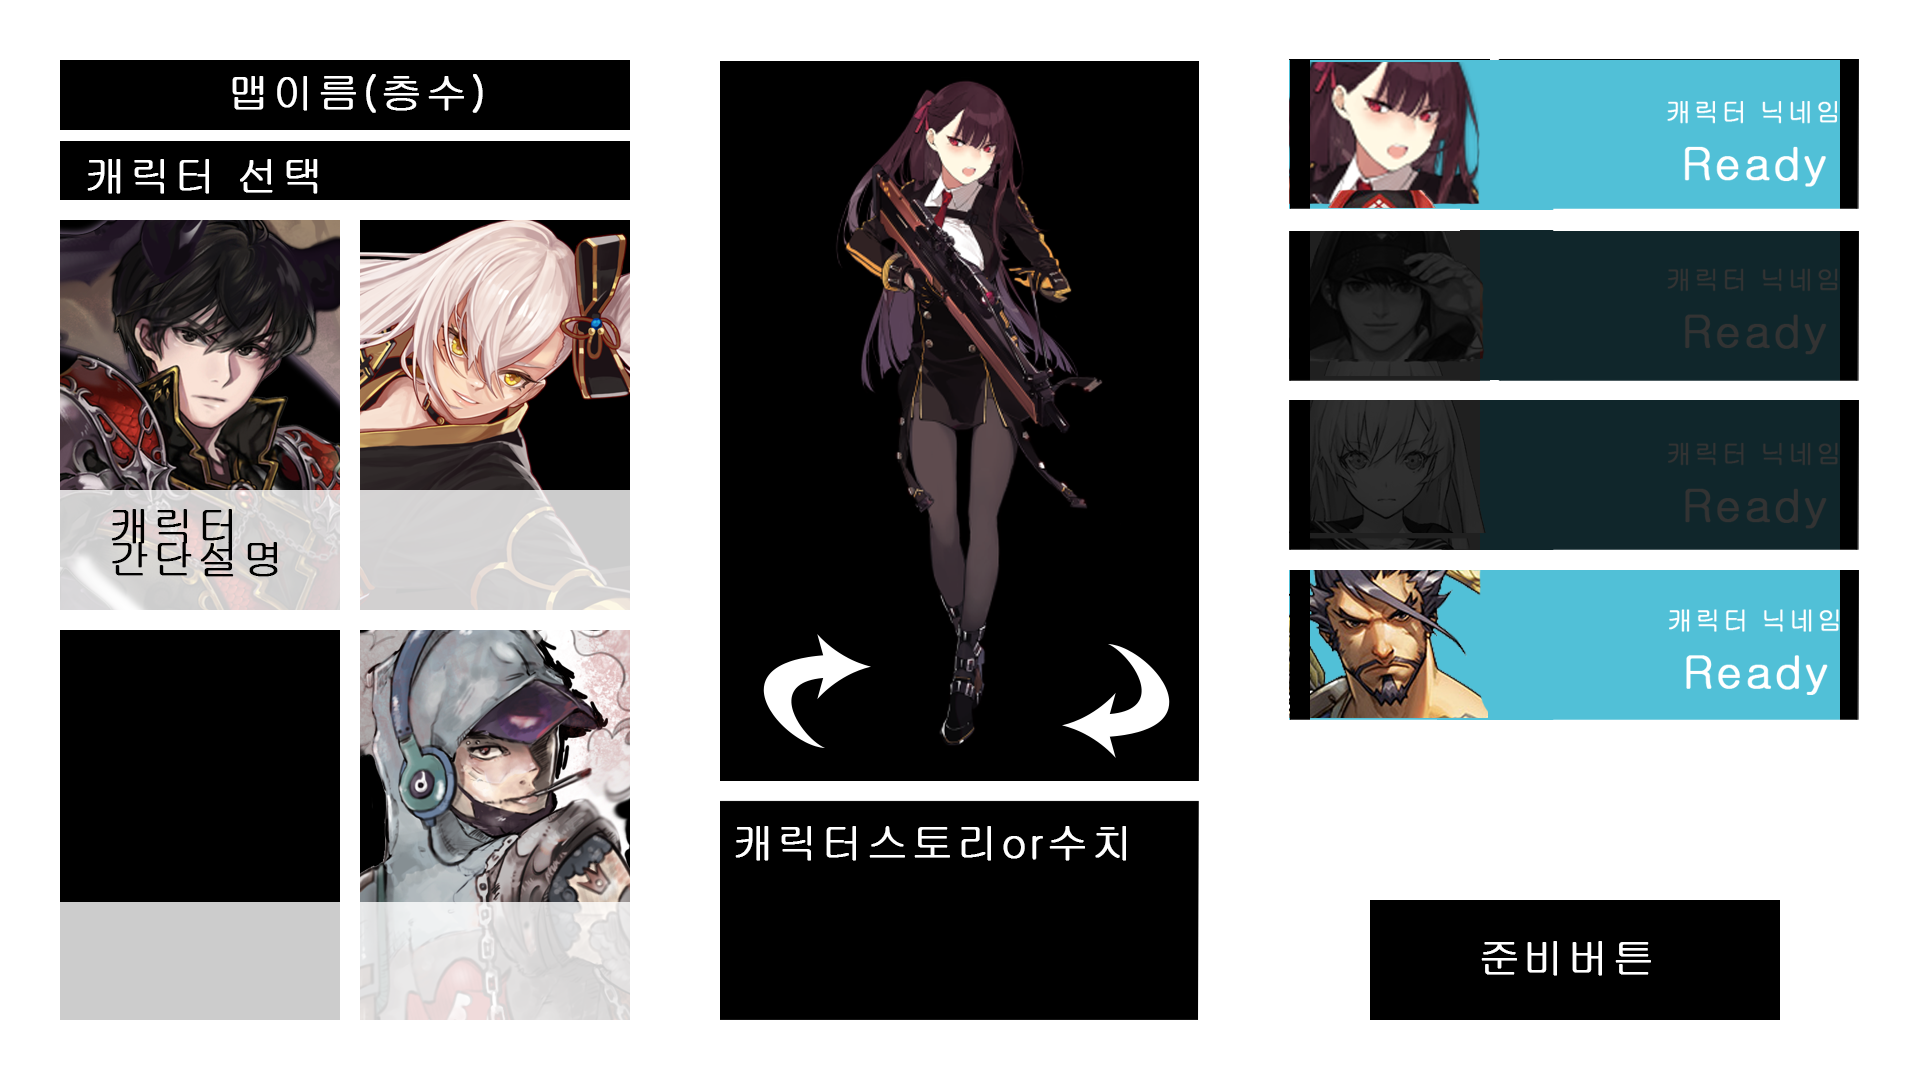 맵이름(층수)
캐릭터 선택
캐릭터
간단설명
캐릭터스토리or수치
캐릭터 닉네임
Ready
캐릭터 닉네임
Ready
캐릭터 닉네임
Ready
캐릭터 닉네임
Ready
준비버튼